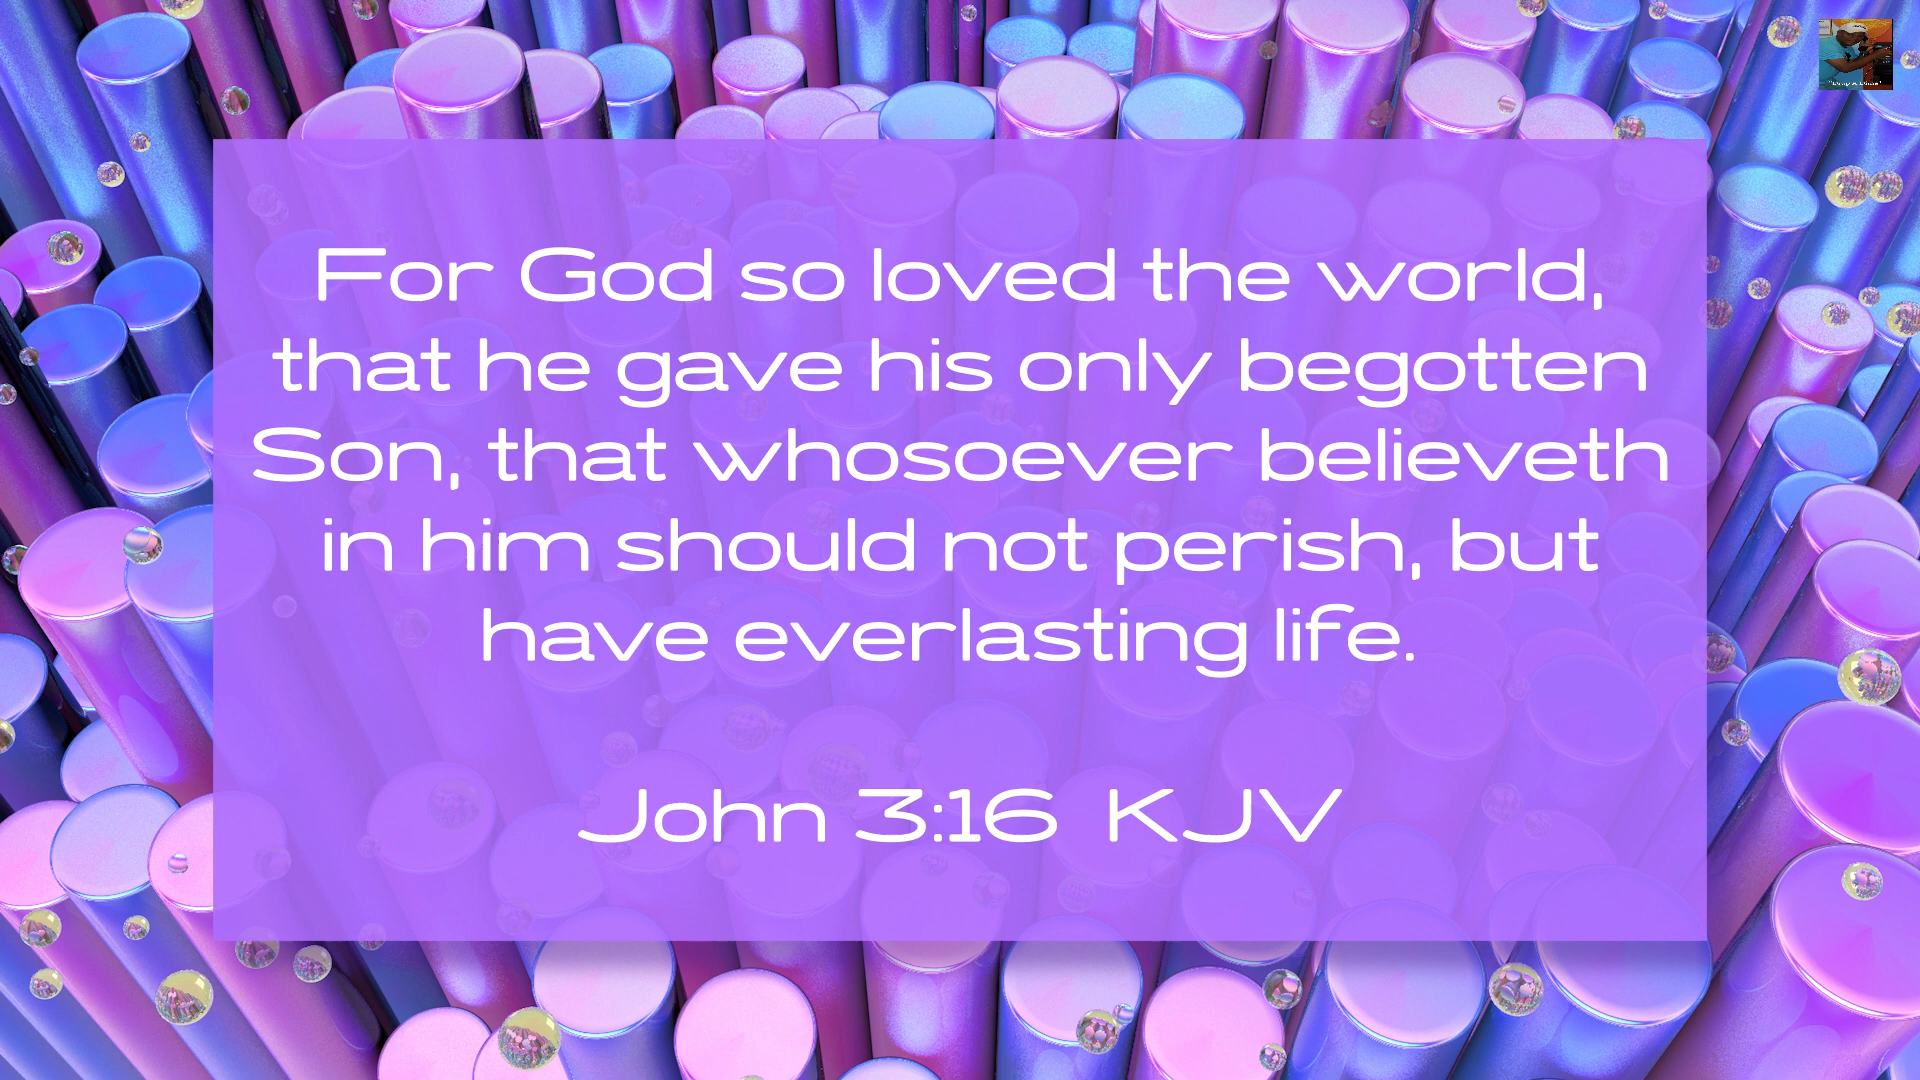 For God so loved the world,
that he gave his only begotten
Son, that whosoever believeth
in him should not perish, but
have everlasting life.
John 3:16 KJV